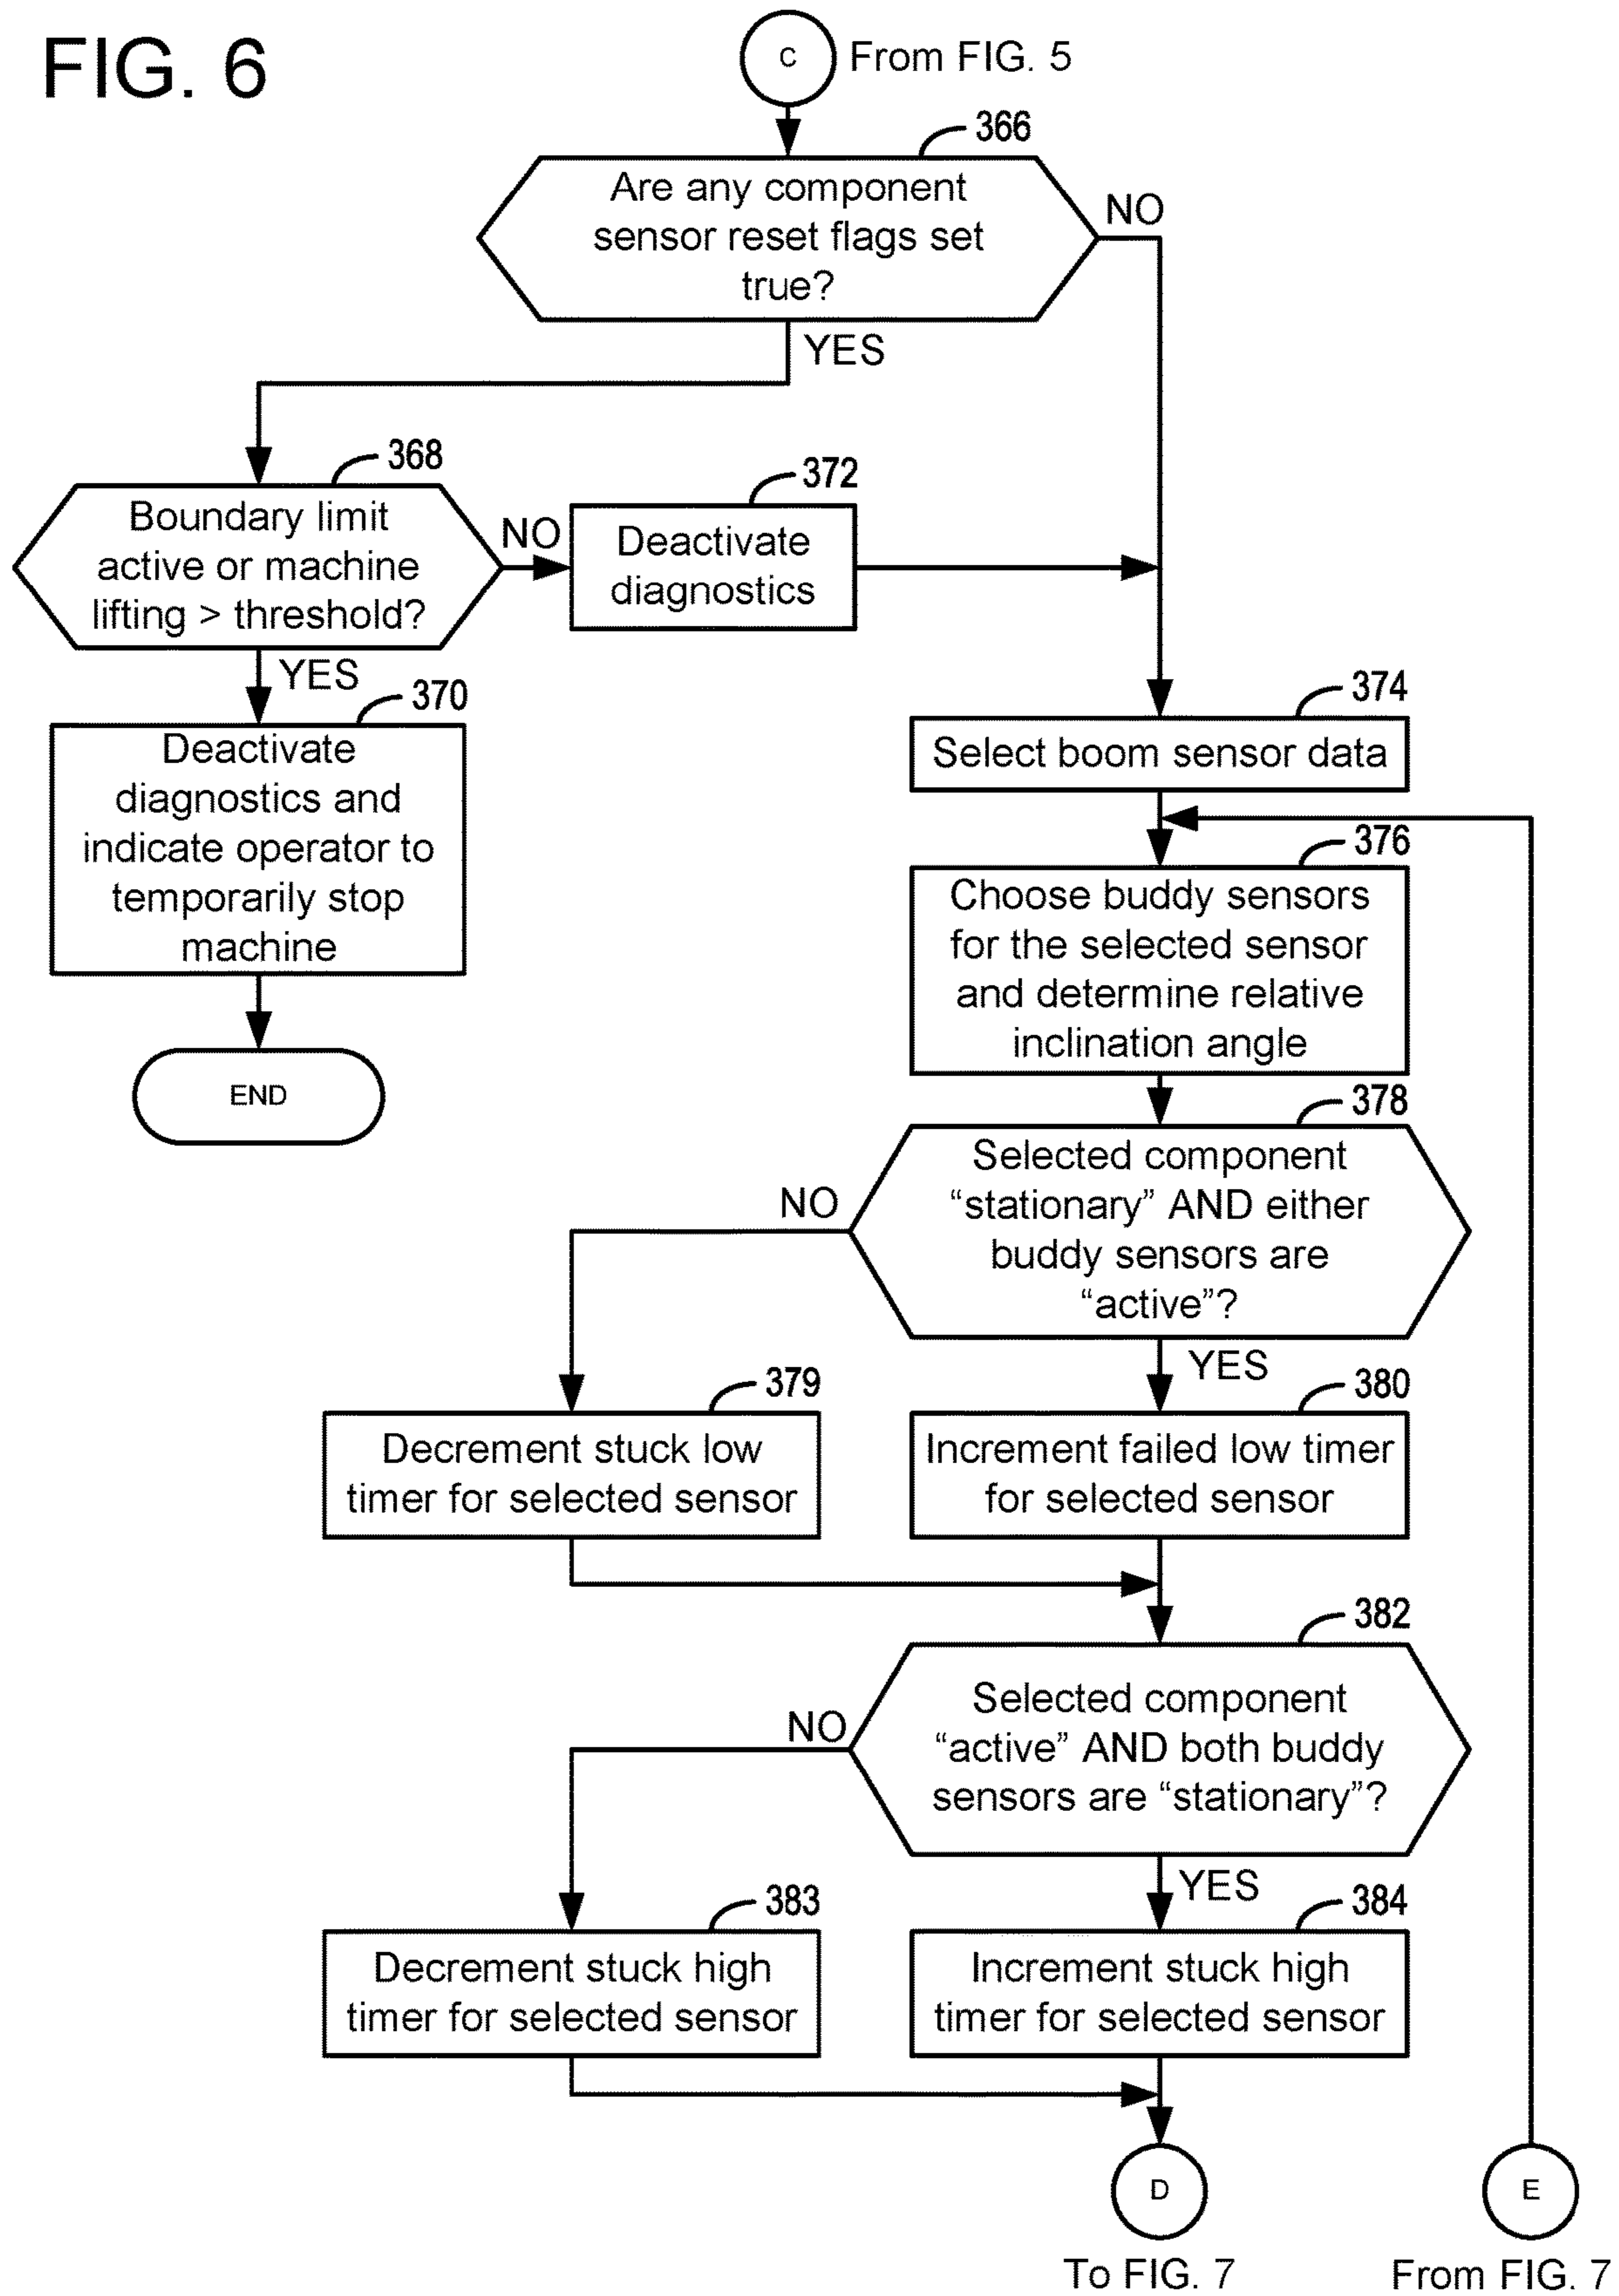 FIG. 6
C
From FIG. 5
366
Are any component
sensor reset flags set
true?
NO
YES
368
Boundary limit
active or machine
lifting > threshold?
NO
372
Deactivate
diagnostics
YES
370
Deactivate
diagnostics and
indicate operator to
temporarily stop
machine
END
374
Select boom sensor data
376
Choose buddy sensors
for the selected sensor
and determine relative
inclination angle
378
Selected component
“stationary” AND either
buddy sensors are
“active”?
NO
YES
379
Decrement stuck low
timer for selected sensor
380
Increment failed low timer
for selected sensor
382
Selected component
“active” AND both buddy
sensors are “stationary”?
NO
YES
383
Decrement stuck high
timer for selected sensor
384
Increment stuck high
timer for selected sensor
D
To FIG. 7
E
From FIG. 7